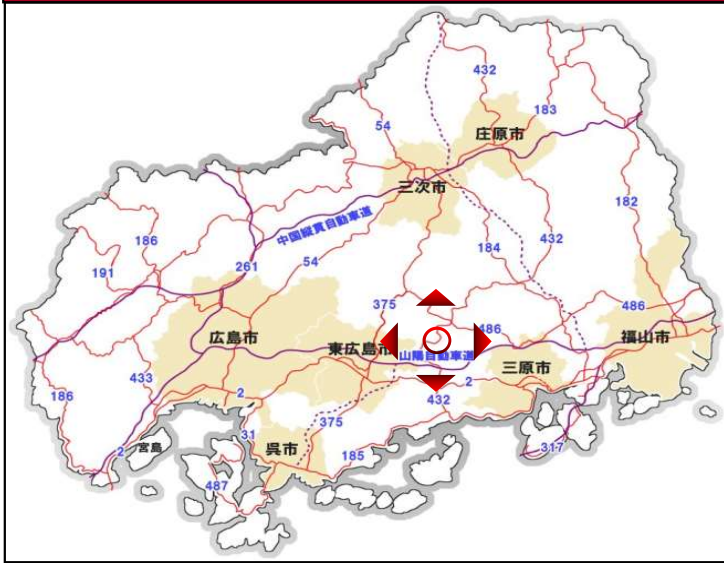 432
183
54
庄原市
三次市
182
中国縦貫自動車道
186
191
261
54
184
432
375
486
486
広島市
東広島市
山陽自動車道
福山市
三原市
433
186
2
2
432
375
31
宮島
呉市
185
317
2
487